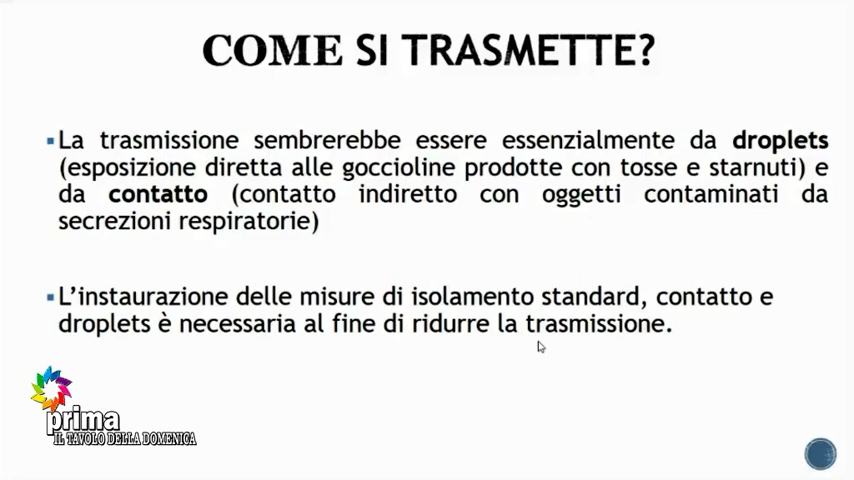 COME SI TRASMETTE?
▪La trasmissione sembrerebbe essere essenzialmente da droplets
(esposizione diretta alle goccioline prodotte con tosse e starnuti) e
da contatto (contatto indiretto con oggetti contaminati da
secrezioni respiratorie)
▪L’instaurazione delle misure di isolamento standard, contatto e
droplets è necessaria al fine di ridurre la trasmissione.
prima
IL TAVOLO DELLA DOMENICA